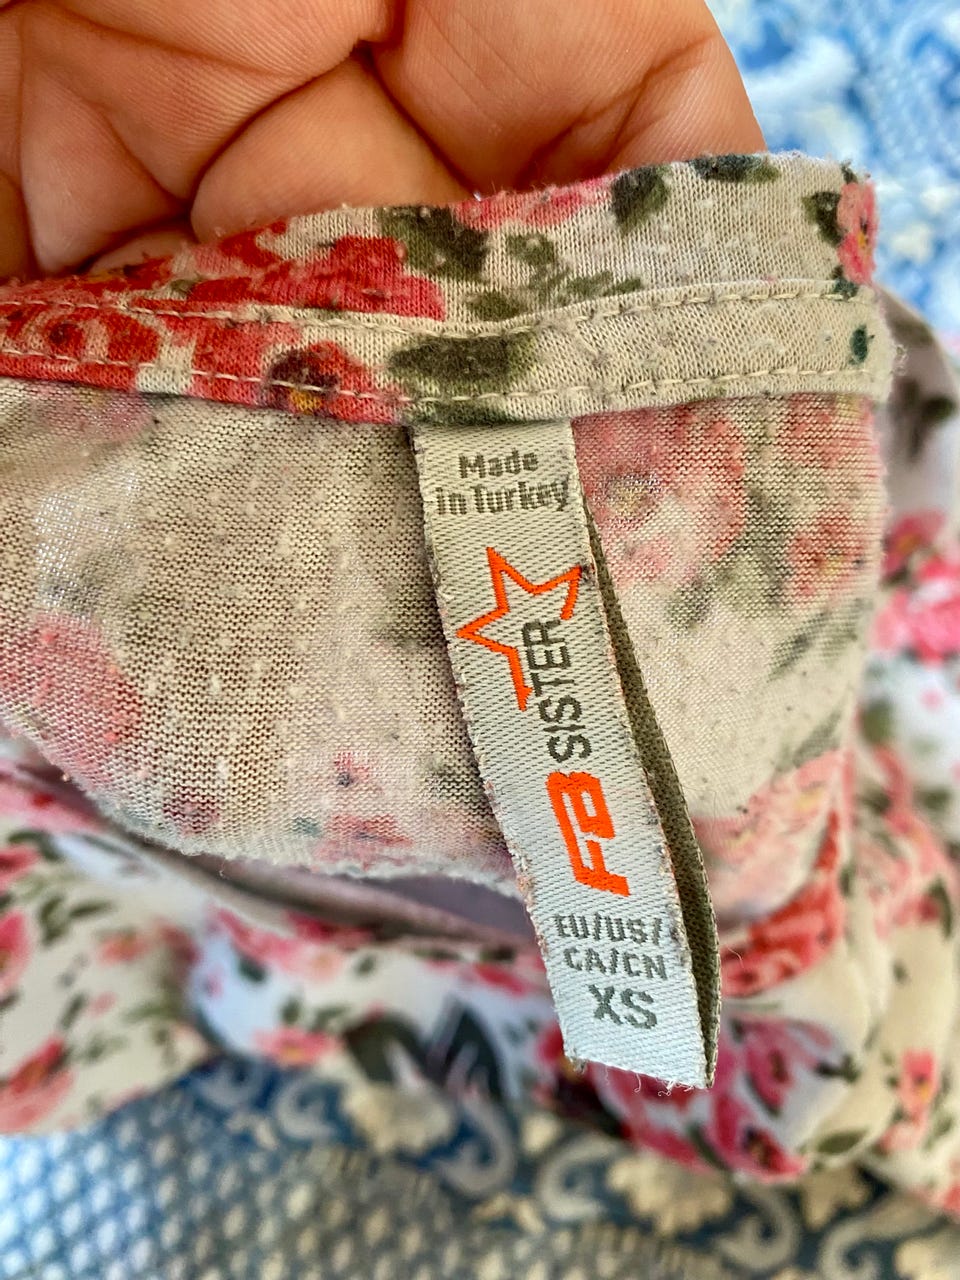 Made
in Turkey
FB SISTER
EU/US/
CA/CN
XS